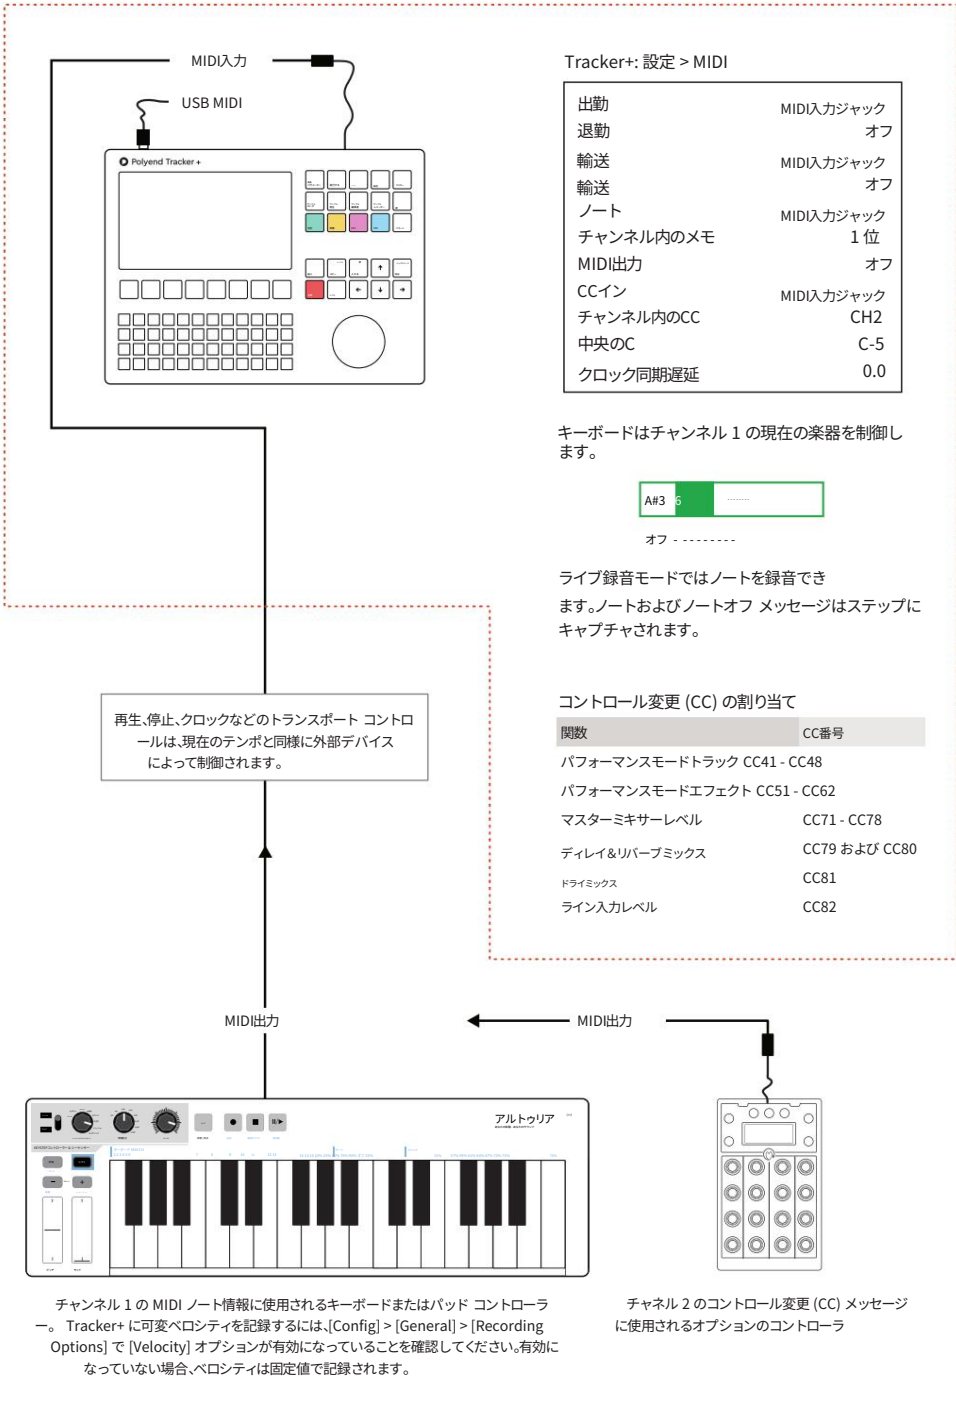 MIDI入力
USB MIDI
Polyend Tracker +
Tracker+: 設定 > MIDI
出勤 MIDI入力ジャック
退勤 オフ
輸送 MIDI入力ジャック
輸送 オフ
ノート MIDI入力ジャック
チャンネル内のメモ 1 位
MIDI出力 オフ
CCイン MIDI入力ジャック
チャンネル内のCC CH2
中央のC C-5
クロック同期遅延 0.0
キーボードはチャンネル 1 の現在の楽器を制御し
ます。
A#3 6 --------
オフ - ---------
ライブ録音モードではノートを録音でき
ます。ノートおよびノートオフ メッセージはステップに
キャプチャされます。
再生、停止、クロックなどのトランスポート コントロ
ールは、現在のテンポと同様に外部デバイス
によって制御されます。
コントロール変更 (CC) の割り当て
関数 CC番号
パフォーマンスモードトラック CC41 - CC48
パフォーマンスモードエフェクト CC51 - CC62
マスターミキサーレベル CC71 - CC78
ディレイ＆リバーブミックス CC79 および CC80
ドライミックス CC81
ライン入力レベル CC82
MIDI出力
MIDI出力
アルトゥリア
チャンネル 1 の MIDI ノート情報に使用されるキーボードまたはパッド コントローラ
ー。 Tracker+ に可変ベロシティを記録するには、[Config] > [General] > [Recording
Options] で [Velocity] オプションが有効になっていることを確認してください。有効に
なっていない場合、ベロシティは固定値で記録されます。
チャネル 2 のコントロール変更 (CC) メッセージ
に使用されるオプションのコントローラ